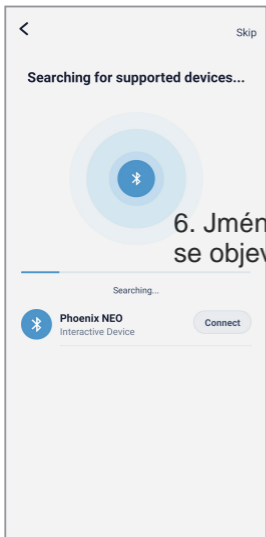 Skip
Searching for supported devices...
6. Jmén
se objev
Searching...
Phoenix NEO
Interactive Device
Connect